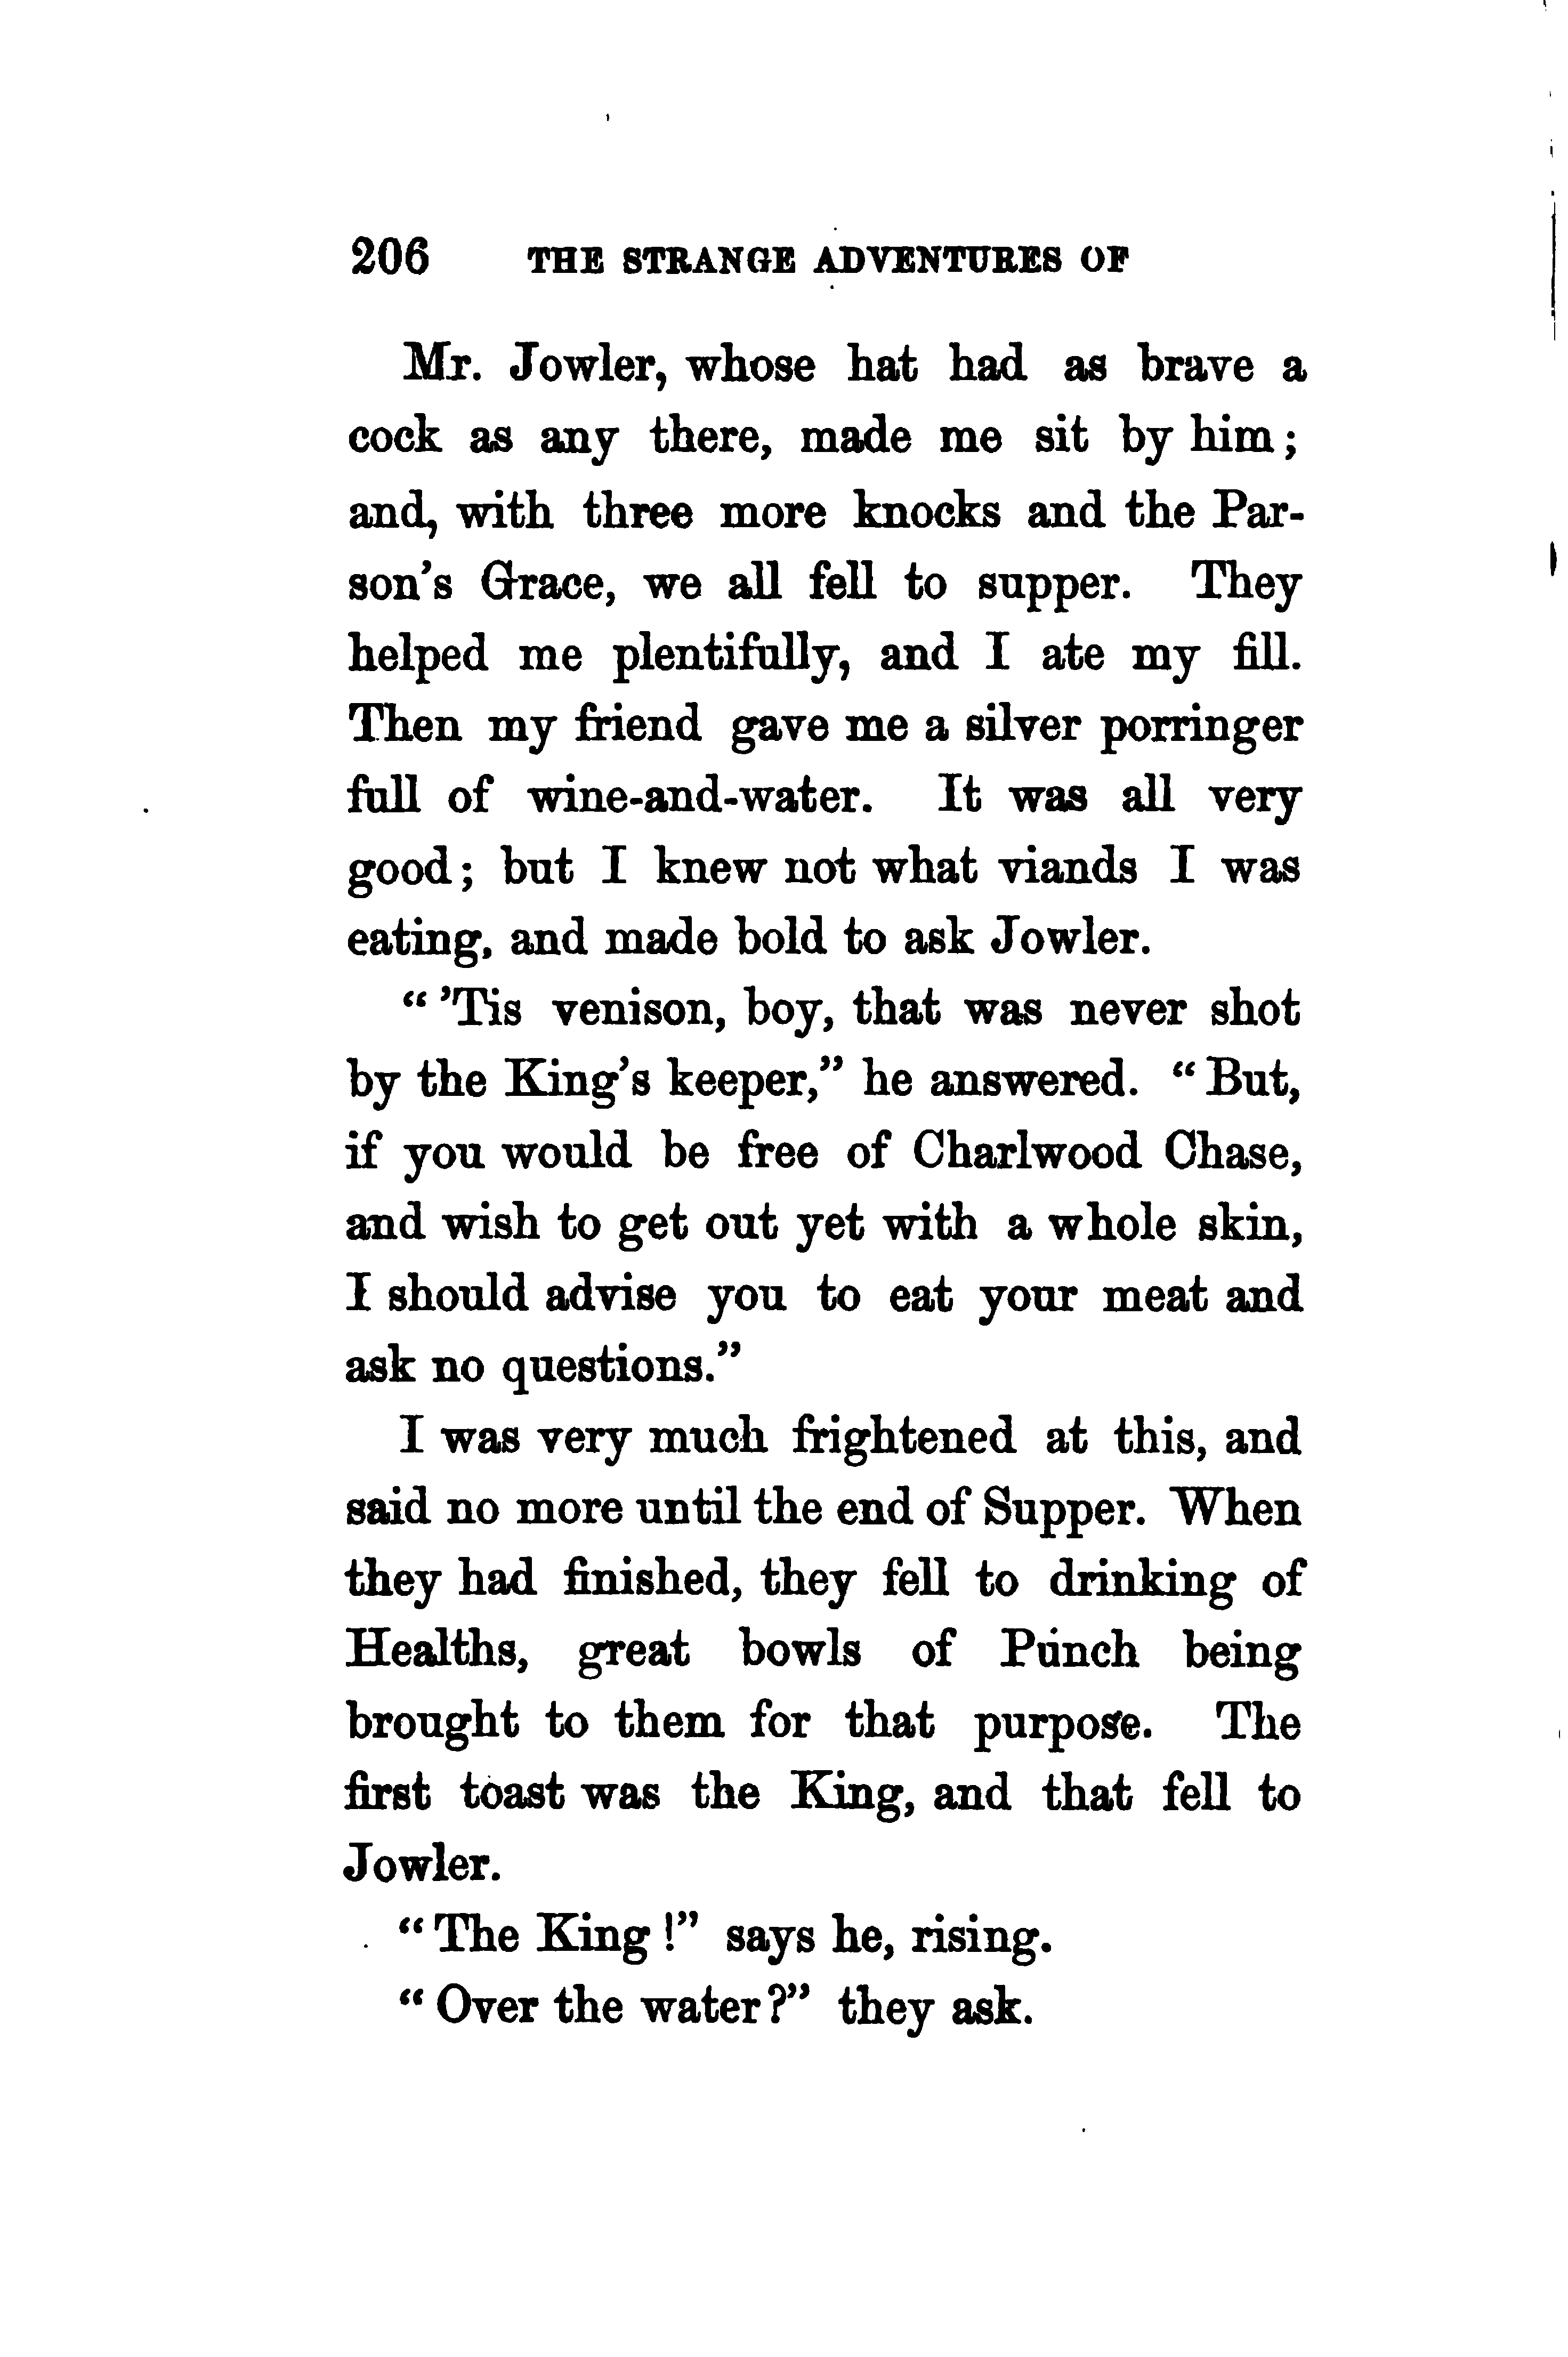 206 THE STRANGE ADVENTURES OF
Mr. Jowler, whose hat had as brave a
cock as any there, made me sit by him;
and, with three more knocks and the Par-
son's Grace, we all fell to supper. They
helped me plentifully, and I ate my fill.
Then my friend gave me a silver porringer
full of wine-and-water. It was all very
good; but I knew not what viands I was
eating, and made bold to ask Jowler.
"'Tis venison, boy, that was never shot
by the King's keeper," he answered. "But,
if you would be free of Charlwood Chase,
and wish to get out yet with a whole skin,
I should advise you to eat your meat and
ask no questions."
I was very much frightened at this, and
said no more until the end of Supper. When
they had finished, they fell to drinking of
Healths, great bowls of Punch being
brought to them for that purpose. The
first toast was the King, and that fell to
Jowler.
"The King!" says he, rising.
"Over the water?" they ask.